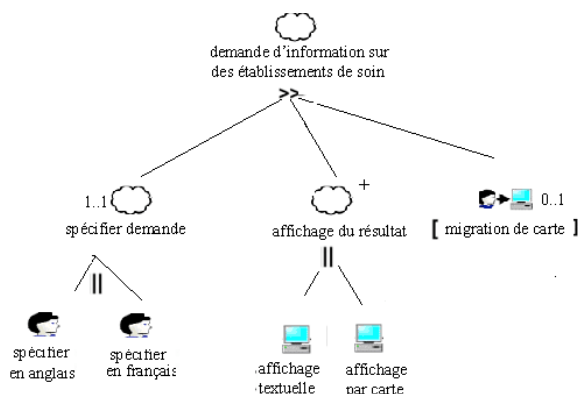 demande d'information sur
des établissements de soin
>>
1..1
spécifier demande
+
affichage du résultat
0..1
[ migration de carte ]
||
||
spécifier
en anglais
spécifier
en français
affichage
textuelle
affichage
par carte